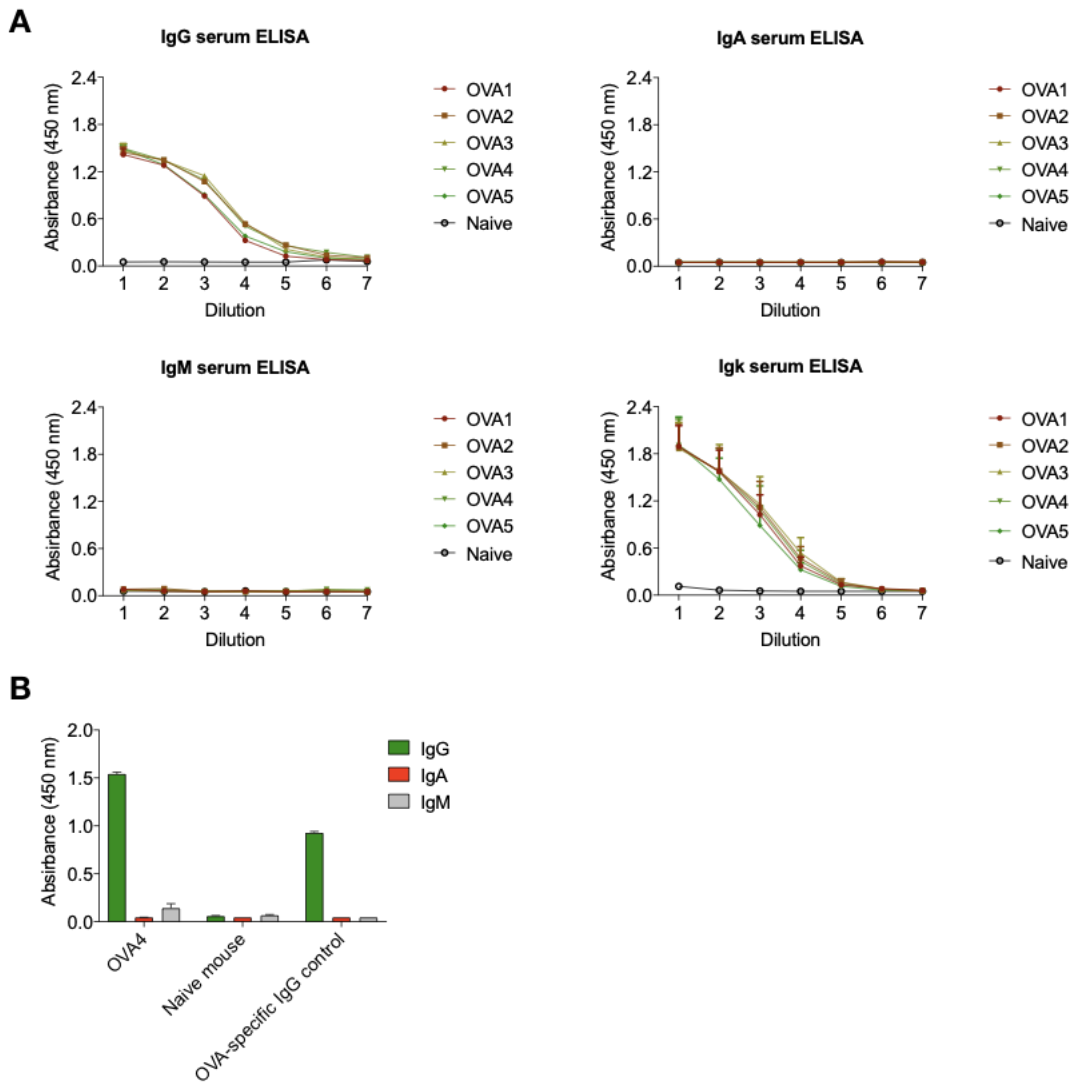 A
IgG serum ELISA
Absirbance (450 nm)
2.4
1.8
1.2
0.6
0.0
1 2 3 4 5 6 7
Dilution
OVA1
OVA2
OVA3
OVA4
OVA5
Naive
IgA serum ELISA
Absirbance (450 nm)
2.4
1.8
1.2
0.6
0.0
1 2 3 4 5 6 7
Dilution
OVA1
OVA2
OVA3
OVA4
OVA5
Naive
IgM serum ELISA
Absirbance (450 nm)
2.4
1.8
1.2
0.6
0.0
1 2 3 4 5 6 7
Dilution
OVA1
OVA2
OVA3
OVA4
OVA5
Naive
Igk serum ELISA
Absirbance (450 nm)
2.4
1.8
1.2
0.6
0.0
1 2 3 4 5 6 7
Dilution
OVA1
OVA2
OVA3
OVA4
OVA5
Naive
B
Absirbance (450 nm)
2.0
1.5
1.0
0.5
0.0
OVA4
Naive mouse
OVA-specific IgG control
IgG
IgA
IgM